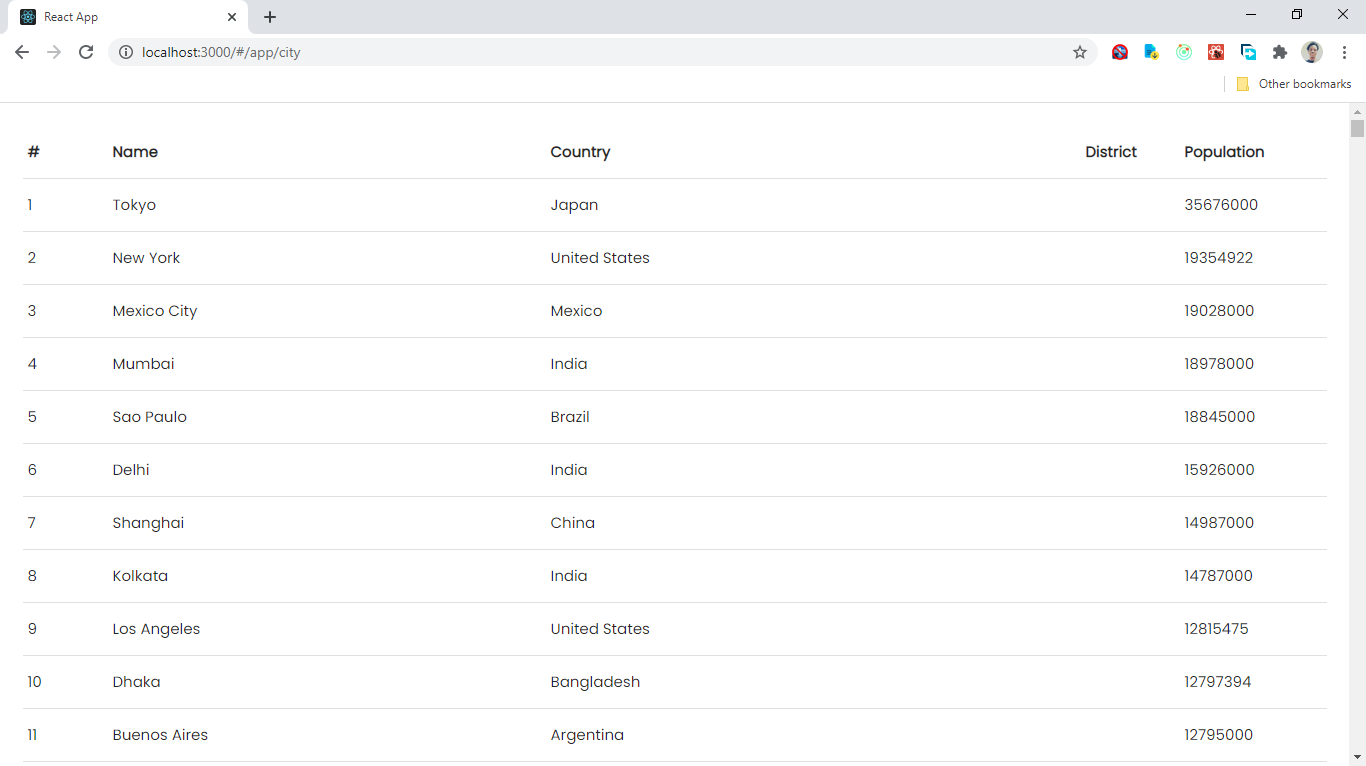 React App
localhost:3000/#/app/city
Other bookmarks
# Name Country District Population
1 Tokyo Japan 35676000
2 New York United States 19354922
3 Mexico City Mexico 19028000
4 Mumbai India 18978000
5 Sao Paulo Brazil 18845000
6 Delhi India 15926000
7 Shanghai China 14987000
8 Kolkata India 14787000
9 Los Angeles United States 12815475
10 Dhaka Bangladesh 12797394
11 Buenos Aires Argentina 12795000